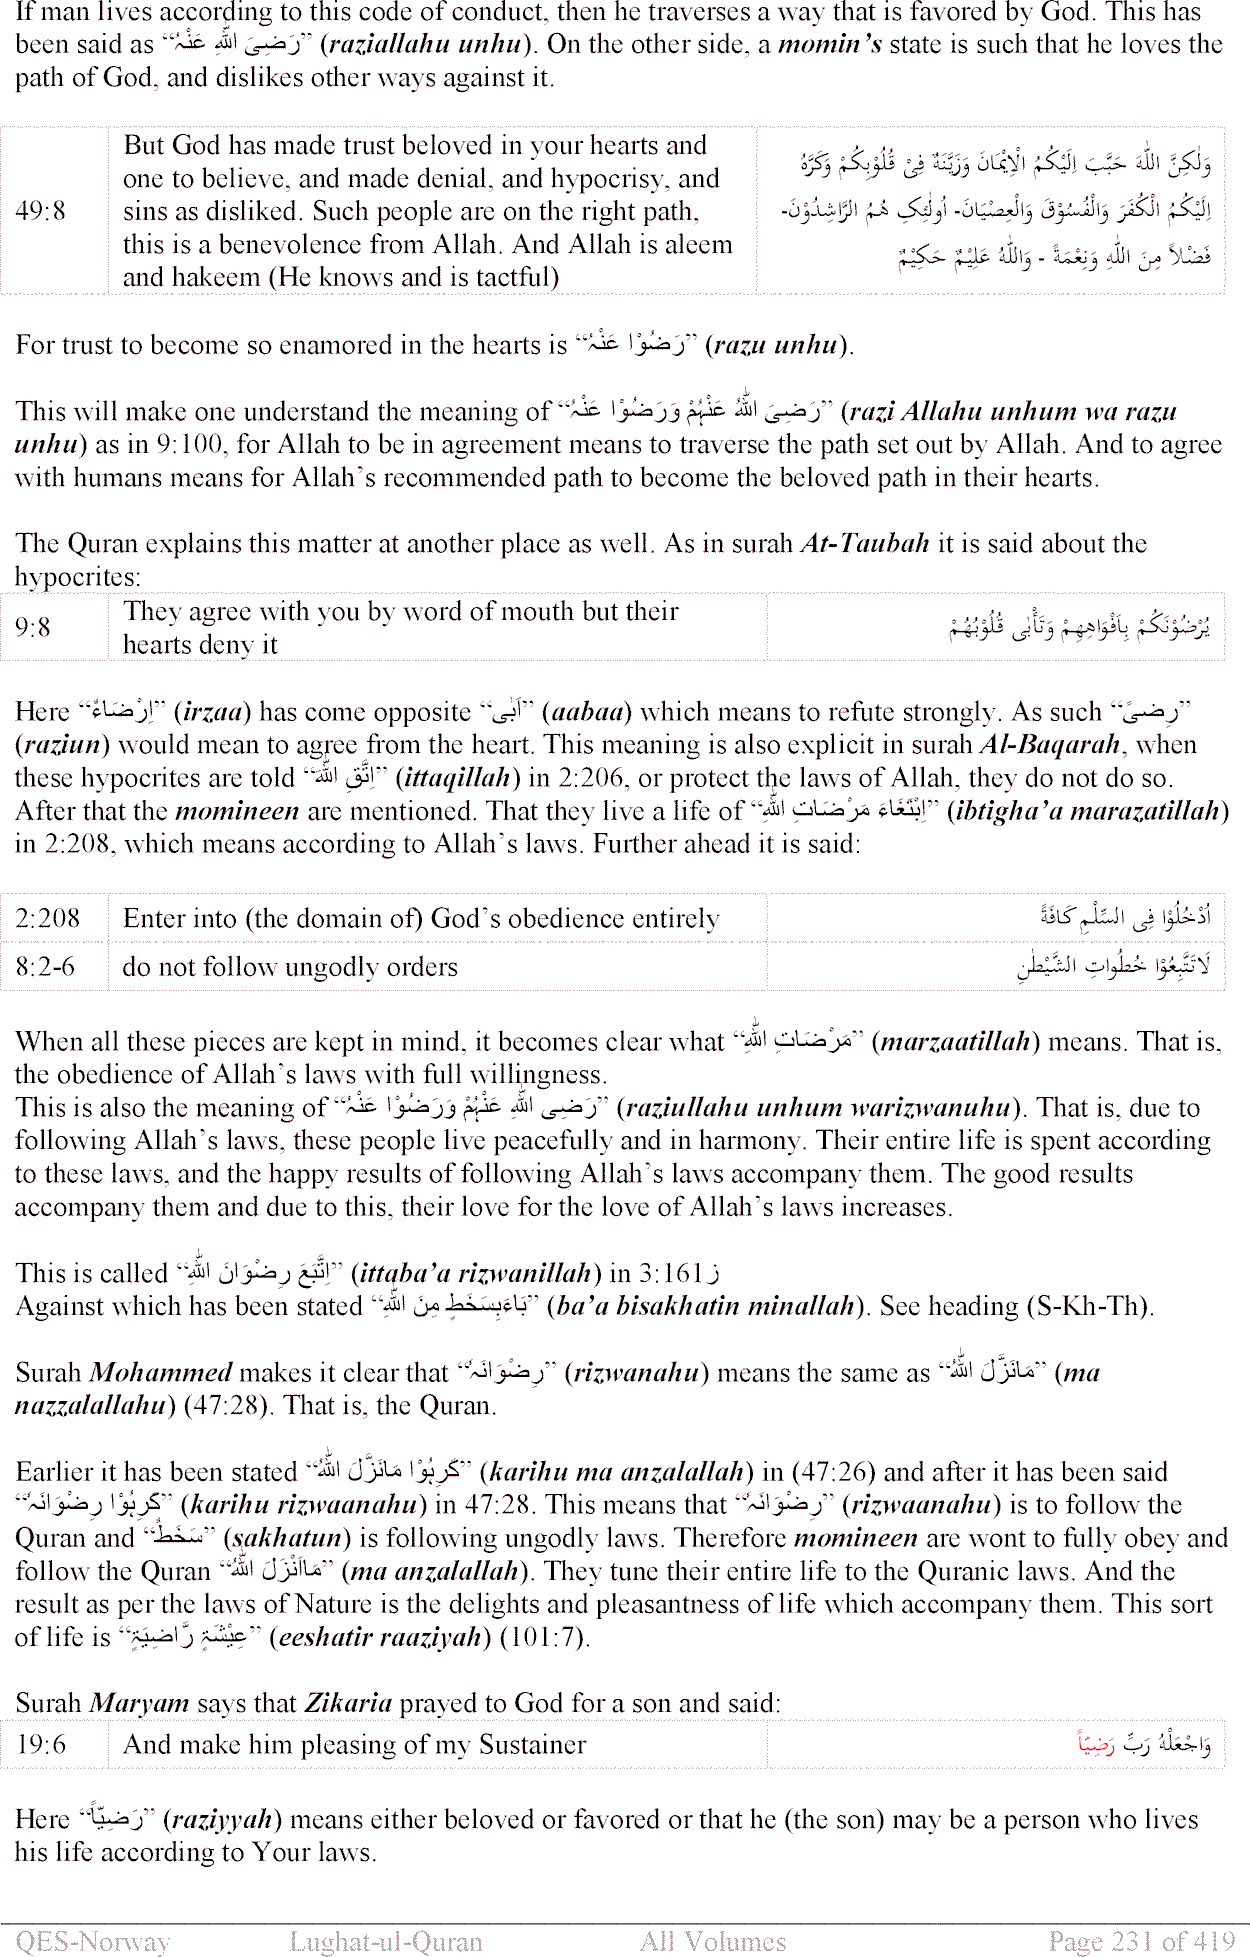 If man lives according to this code of conduct, then he traverses a way that is favored by God. This has
been said as “رَضِیَ اللّٰہِ عَنْہُ” (raziallahu unhu). On the other side, a momin’s state is such that he loves the
path of God, and dislikes other ways against it.
49:8
But God has made trust beloved in your hearts and
one to believe, and made denial, and hypocrisy, and
sins as disliked. Such people are on the right path,
this is a benevolence from Allah. And Allah is aleem
and hakeem (He knows and is tactful)
وَلٰكِنَّ اللّٰهَ حَبَّبَ اِلَيْكُمُ الْاِيْمَانَ وَزَيَّنَهٗ فِىْ قُلُوْبِكُمْ وَكَرَّهَ
اِلَيْكُمُ الْكُفْرَ وَالْفُسُوْقَ وَالْعِصْيَانَ- اُولٰئِكَ هُمُ الرَّاشِدُوْنَ-
فَضْلاً مِنَ اللّٰهِ وَنِعْمَةً - وَاللّٰهُ عَلِيْمٌ حَكِيْمٌ
For trust to become so enamored in the hearts is “رَضُوْا عَنْہُ” (razu unhu).
This will make one understand the meaning of “رَضِیَ اللّٰہُ عَنْہُمْ وَرَضُوْا عَنْہُ” (razi Allahu unhum wa razu
unhu) as in 9:100, for Allah to be in agreement means to traverse the path set out by Allah. And to agree
with humans means for Allah’s recommended path to become the beloved path in their hearts.
The Quran explains this matter at another place as well. As in surah At-Taubah it is said about the
hypocrites:
9:8
They agree with you by word of mouth but their
hearts deny it
يُرْضُوْنَكُمْ بِاَفْوَاهِهِمْ وَتَأْبٰى قُلُوْبُهُمْ
Here “اِرْضَاءٌ” (irzaa) has come opposite “اَبٰی” (aabaa) which means to refute strongly. As such “رِضیً”
(raziun) would mean to agree from the heart. This meaning is also explicit in surah Al-Baqarah, when
these hypocrites are told “اِتَّقِ اللّٰہَ” (ittaqillah) in 2:206, or protect the laws of Allah, they do not do so.
After that the momineen are mentioned. That they live a life of “اِبْتَغَاءَ مَرْضَاتِ اللّٰہِ” (ibtigha’a marazatillah)
in 2:208, which means according to Allah’s laws. Further ahead it is said:
2:208
Enter into (the domain of) God’s obedience entirely
اُدْخُلُوْا فِى السِّلْمِ كَافَةً
8:2-6
do not follow ungodly orders
لَاتَتَّبِعُوْا خُطُواتِ الشَّيْطٰنِ
When all these pieces are kept in mind, it becomes clear what “مَرْضَاتِ اللّٰہِ” (marzaatillah) means. That is,
the obedience of Allah’s laws with full willingness.
This is also the meaning of “رَضِی اللّٰہِ عَنْہُمْ وَرَضُوْا عَنْہُ” (raziullahu unhum warizwanuhu). That is, due to
following Allah’s laws, these people live peacefully and in harmony. Their entire life is spent according
to these laws, and the happy results of following Allah’s laws accompany them. The good results
accompany them and due to this, their love for the love of Allah’s laws increases.
This is called “اِتَّبَعَ رِضْوَانَ اللّٰہِ” (ittaba’a rizwanillah) in 3:161ز
Against which has been stated “بَاءَبِسَخَطٍ مِنَ اللّٰہِ” (ba’a bisakhatin minallah). See heading (S-Kh-Th).
Surah Mohammed makes it clear that “رِضْوَانَہٗ” (rizwanahu) means the same as “مَانَزَّلَ اللّٰہُ” (ma
nazzalallahu) (47:28). That is, the Quran.
Earlier it has been stated “کَرِہُوْا مَانَزَّلَ اللّٰہُ” (karihu ma anzalallah) in (47:26) and after it has been said
“کَرِہُوْا رِضْوَانَہٗ” (karihu rizwaanahu) in 47:28. This means that “رِضْوَانَہٗ” (rizwaanahu) is to follow the
Quran and “سَخَطٌ” (sakhatun) is following ungodly laws. Therefore momineen are wont to fully obey and
follow the Quran “مَااَنْزَلَ اللّٰہُ” (ma anzalallah). They tune their entire life to the Quranic laws. And the
result as per the laws of Nature is the delights and pleasantness of life which accompany them. This sort
of life is “عِیْشَۃٍ رَّاضِیَۃٍ” (eeshatir raaziyah) (101:7).
Surah Maryam says that Zikaria prayed to God for a son and said:
19:6
And make him pleasing of my Sustainer
وَاجْعَلْهُ رَبِّ رَضِيّاً
Here “رَضِیّاً” (raziyyah) means either beloved or favored or that he (the son) may be a person who lives
his life according to Your laws.
QES-Norway Lughat-ul-Quran All Volumes Page 231 of 419